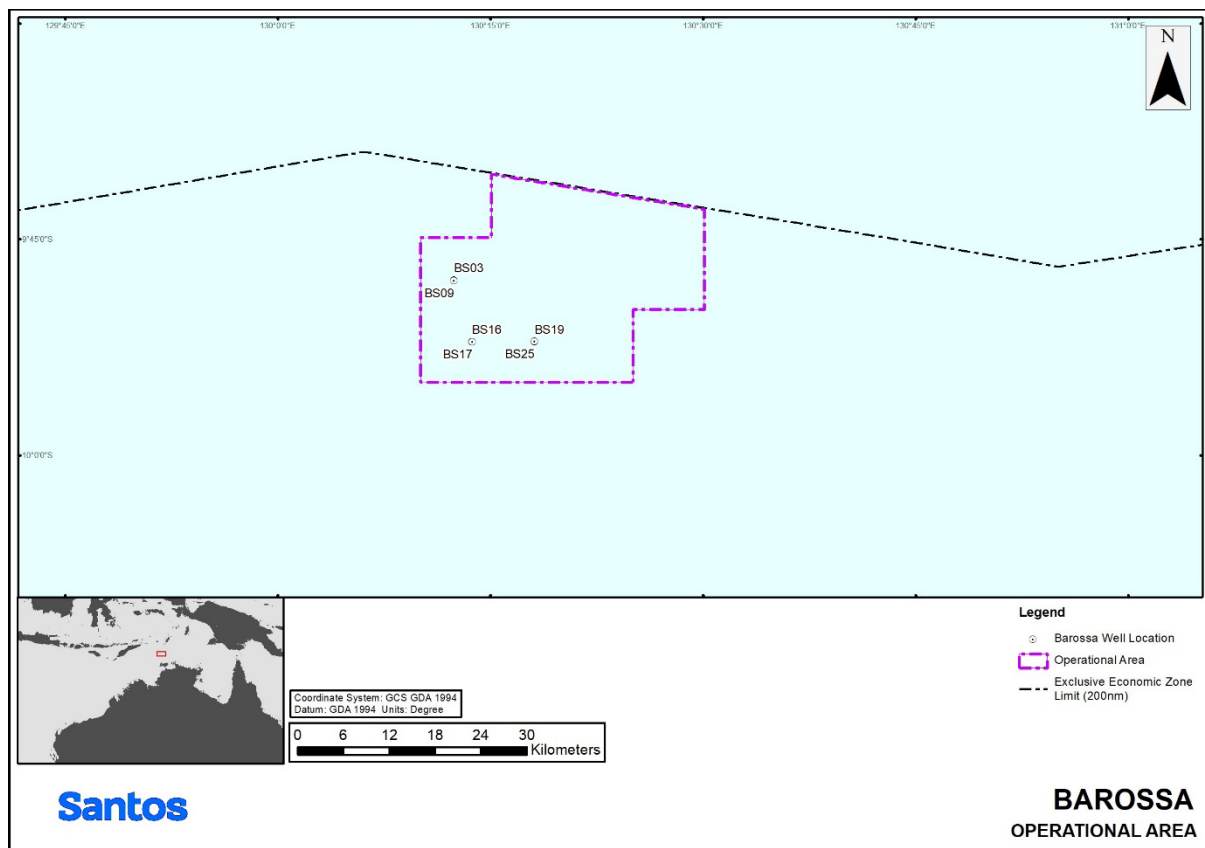 129°45'0"E
130°0'0"E
130°15'0"E
130°30'0"E
130°45'0"E
131°0'0"E
N
9°45'0"S
BS03
BS09
BS16
BS19
BS17
BS25
10°0'0"S
Legend
Barossa Well Location
Operational Area
Exclusive Economic Zone
Limit (200nm)
Coordinate System: GCS GDA 1994
Datum: GDA 1994 Units: Degree
0 6 12 18 24 30
Kilometers
Santos
BAROSSA
OPERATIONAL AREA